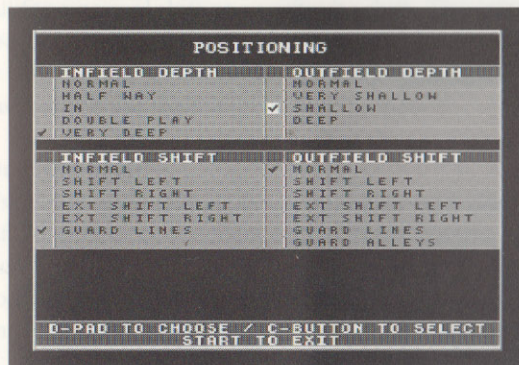 POSITIONING
INFIELD DEPTH
NORMAL
HALF WAY
IN
DOUBLE PLAY
✓ VERY DEEP
OUTFIELD DEPTH
NORMAL
VERY SHALLOW
✓ SHALLOW
DEEP
INFIELD SHIFT
NORMAL
SHIFT LEFT
SHIFT RIGHT
EXT SHIFT LEFT
EXT SHIFT RIGHT
✓ GUARD LINES
OUTFIELD SHIFT
✓ NORMAL
SHIFT LEFT
SHIFT RIGHT
EXT SHIFT LEFT
EXT SHIFT RIGHT
GUARD LINES
GUARD ALLEYS
D-PAD TO CHOOSE / C-BUTTON TO SELECT
START TO EXIT